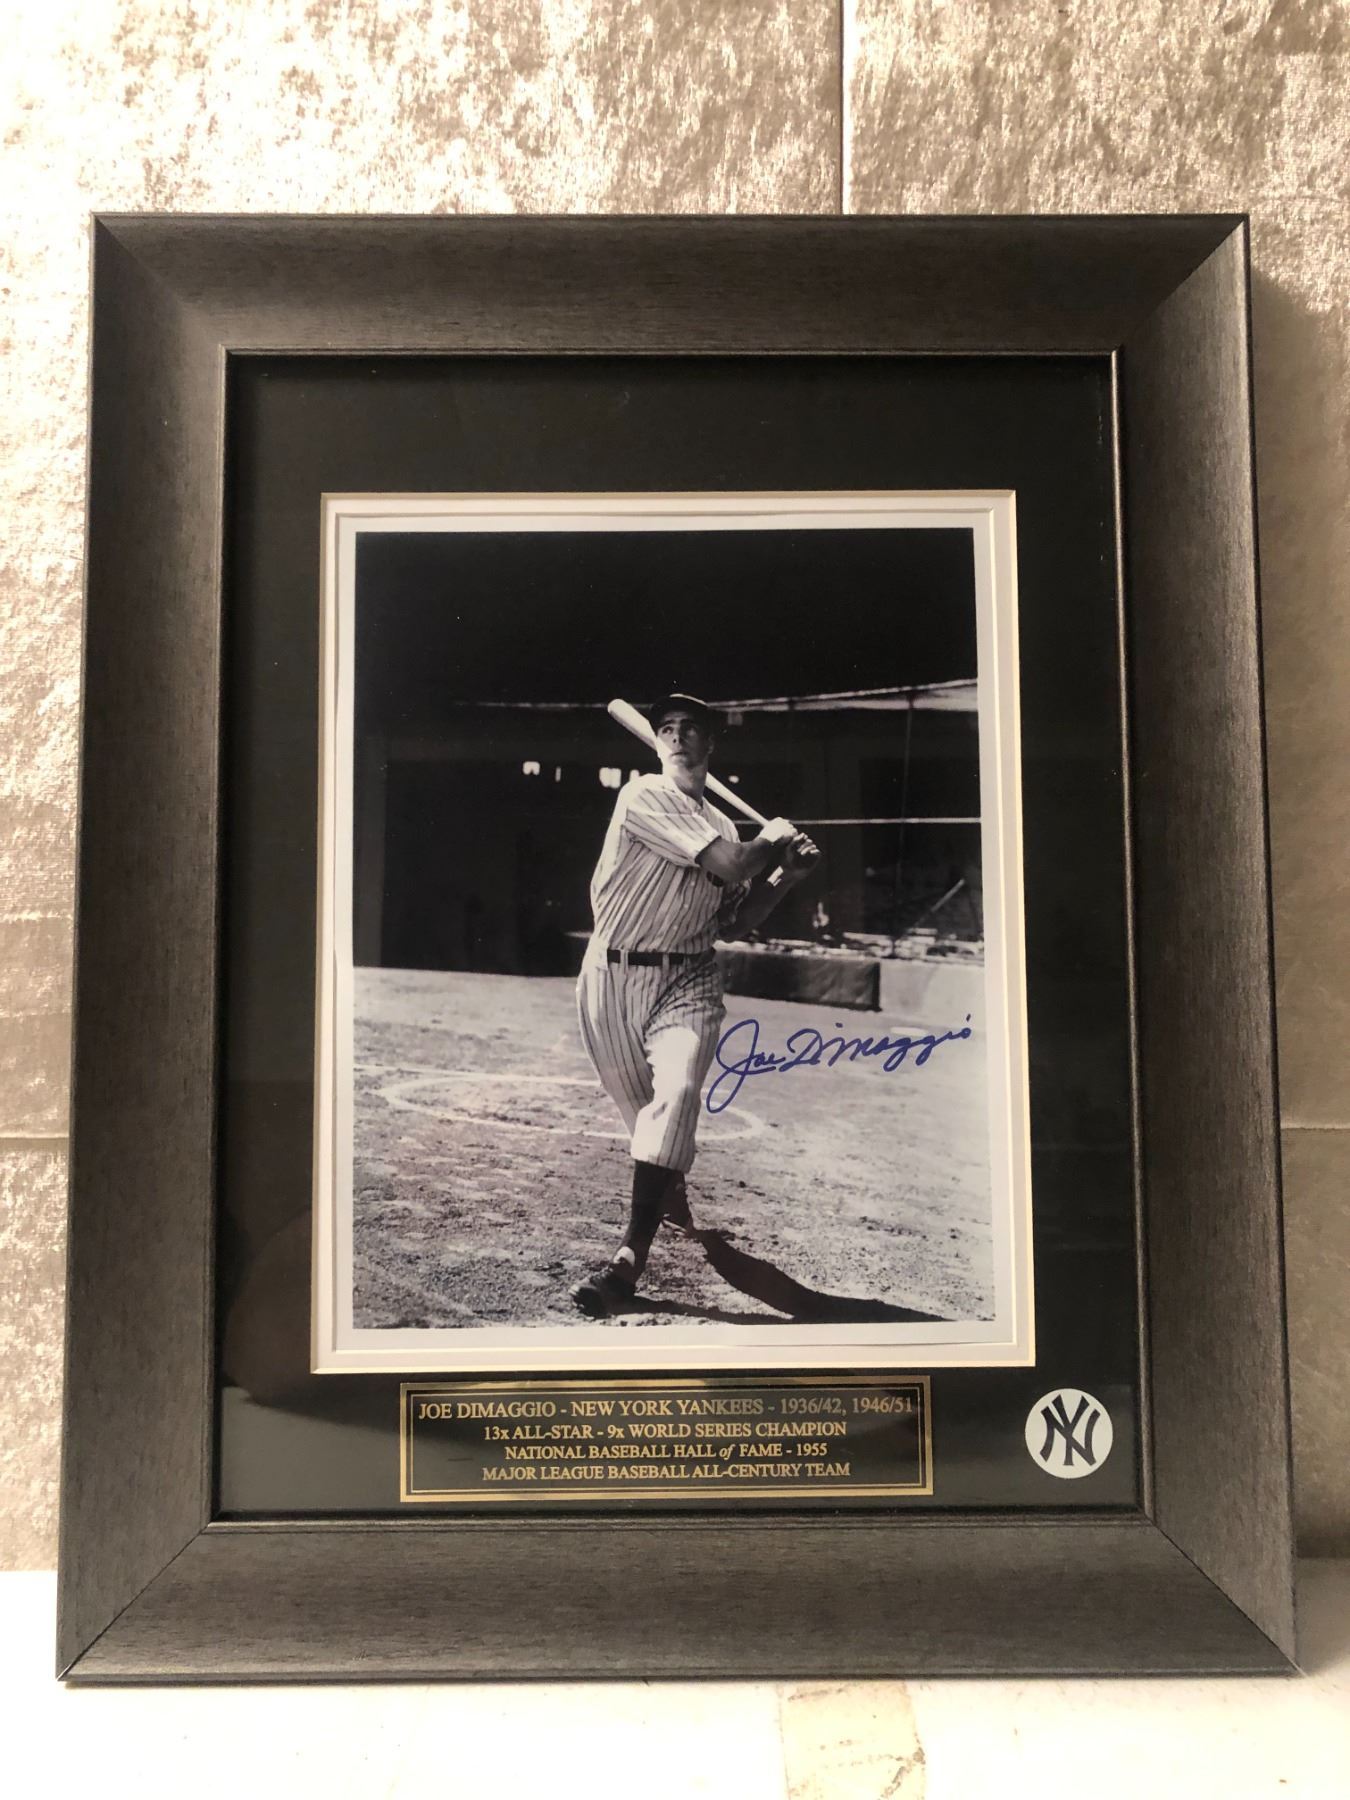 Joe DiMaggio
JOE DIMAGGIO - NEW YORK YANKEES - 1936/42, 1946/51
13x ALL-STAR - 9x WORLD SERIES CHAMPION
NATIONAL BASEBALL HALL of FAME - 1955
MAJOR LEAGUE BASEBALL ALL-CENTURY TEAM
NY